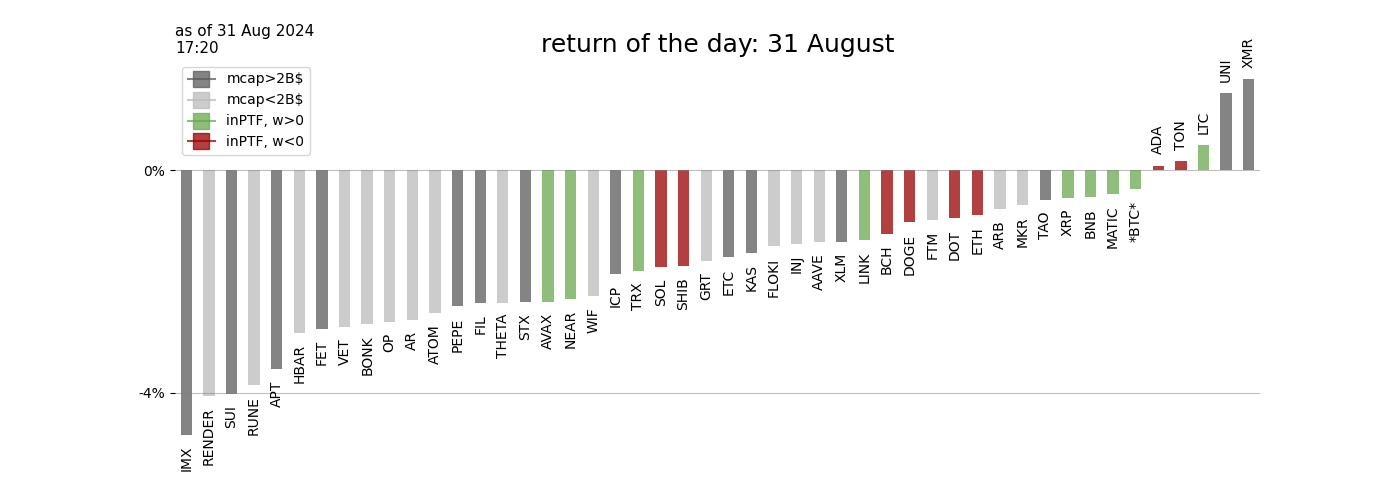 as of 31 Aug 2024
17:20
return of the day: 31 August
mcap>2B$
mcap<2B$
inPTF, w>0
inPTF, w<0
0%
-4%
IMX
RENDER
SUI
RUNE
APT
HBAR
FET
VET
BONK
OP
AR
ATOM
PEPE
FIL
THETA
STX
AVAX
NEAR
WIF
ICP
TRX
SOL
SHIB
GRT
ETC
KAS
FLOKI
INJ
AAVE
XLM
LINK
BCH
DOGE
FTM
DOT
ETH
ARB
MKR
TAO
XRP
BNB
MATIC
*BTC*
ADA
TON
LTC
UNI
XMR